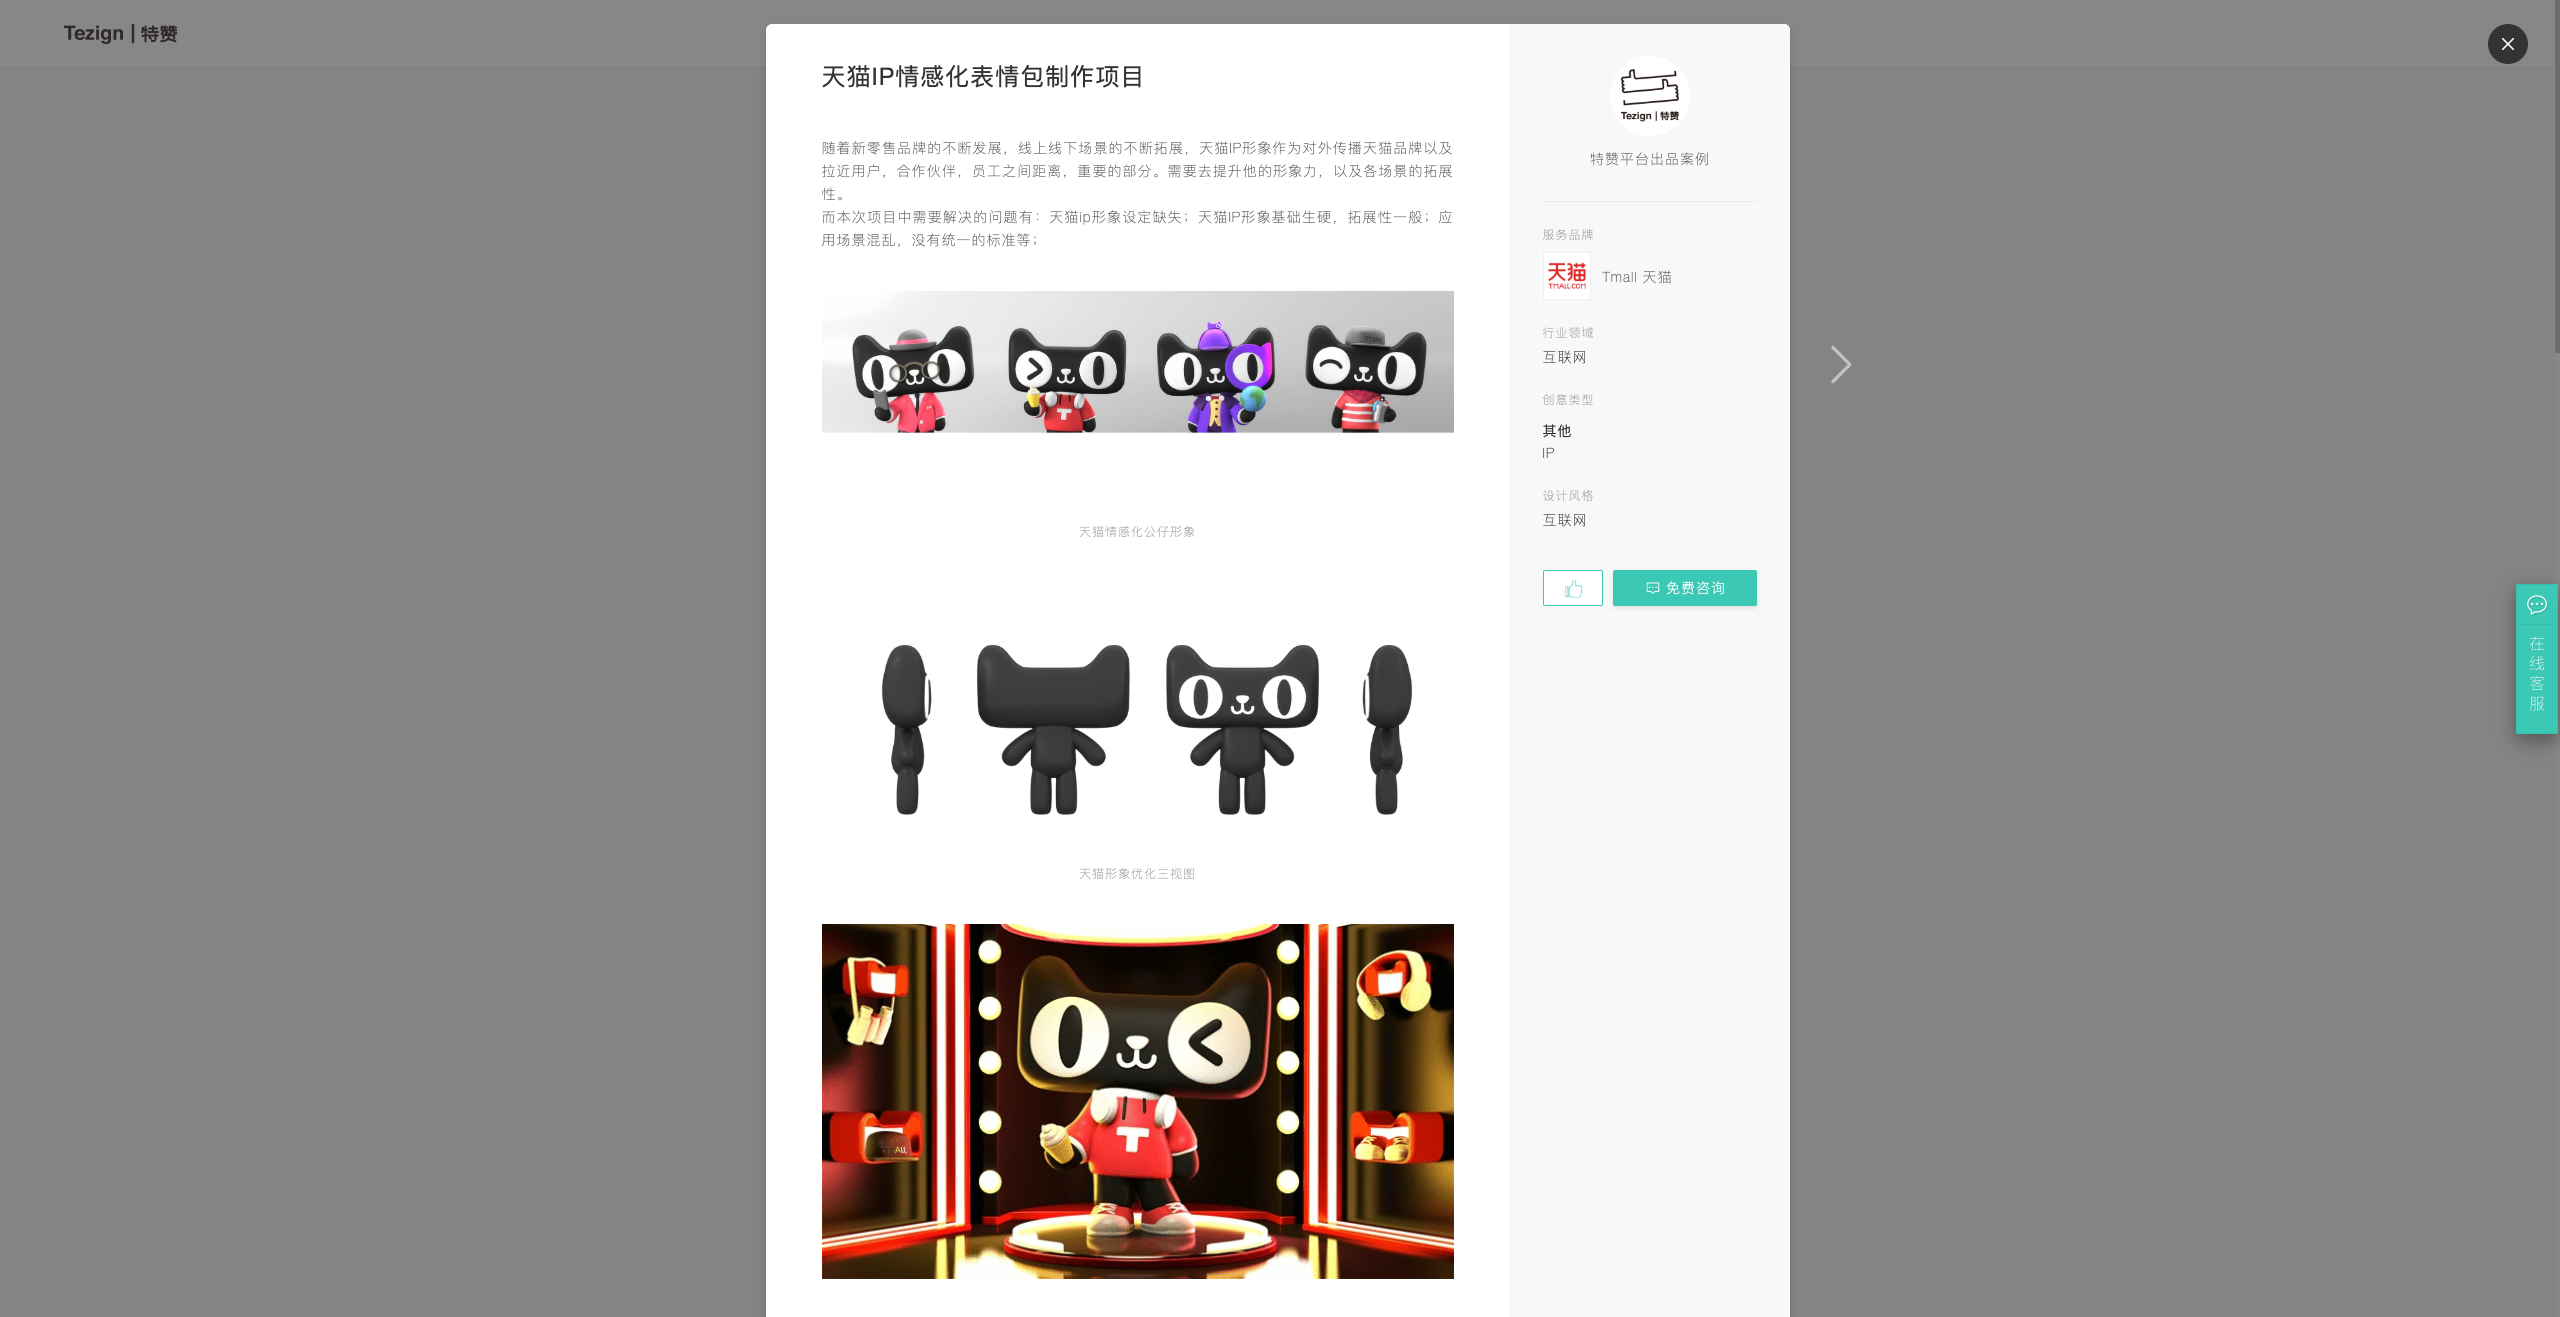 Tezign | 特赞
天猫IP情感化表情包制作项目
随着新零售品牌的不断发展，线上线下场景的不断拓展，天猫IP形象作为对外传播天猫品牌以及
拉近用户，合作伙伴，员工之间距离，重要的部分。需要去提升他的形象力，以及各场景的拓展
性。
而本次项目中需要解决的问题有：天猫ip形象设定缺失；天猫IP形象基础生硬，拓展性一般；应
用场景混乱，没有统一的标准等；
T
天猫情感化公仔形象
天猫形象优化三视图
T
Tezign | 特赞
特赞平台出品案例
服务品牌
天猫
TMALL.COM
Tmall 天猫
行业领域
互联网
创意类型
其他
IP
设计风格
互联网
免费咨询
在
线
客
服